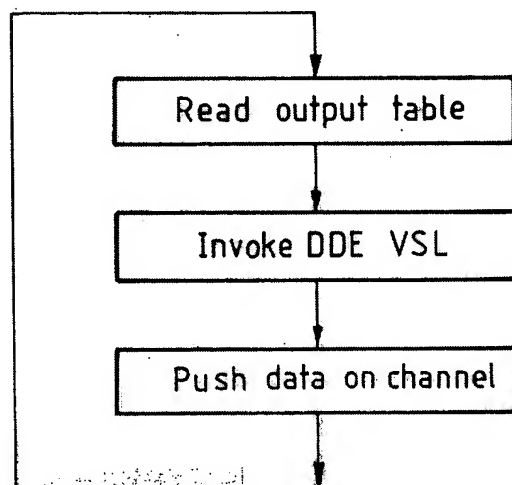 Read output table
Invoke DDE VSL
Push data on channel